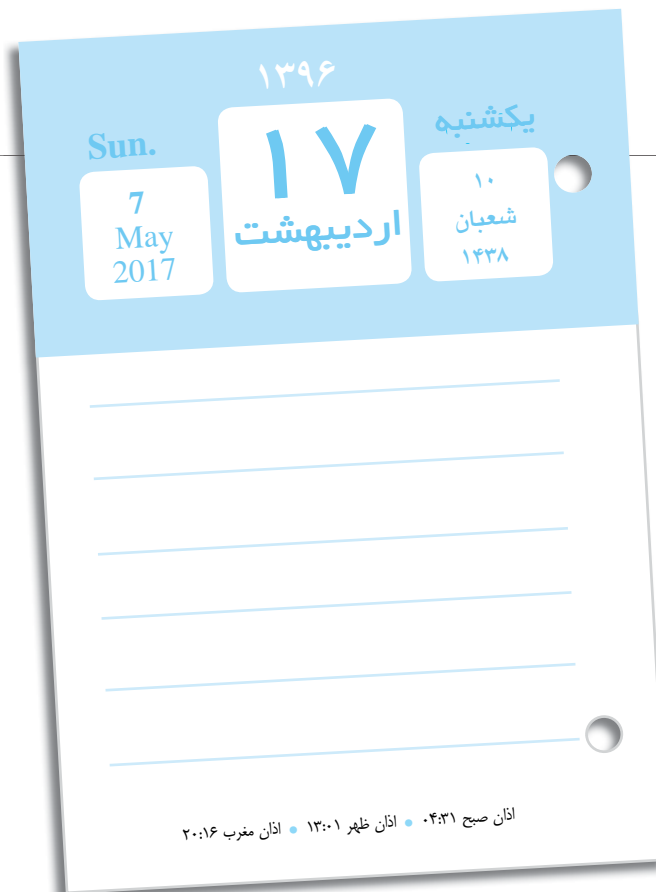 ۱۳۹۶
یکشنبه
۱۰
شعبان
۱۴۳۸
۱۷
اردیبهشت
Sun.
7
May
2017
اذان صبح ۰۴:۳۱ • اذان ظهر ۱۳:۰۱ • اذان مغرب ۲۰:۱۶